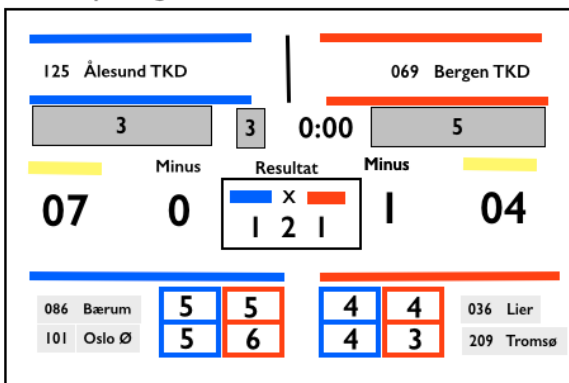 125 Ålesund TKD 069 Bergen TKD
3 3 0:00 5
Minus Resultat Minus
X
07 0 1 2 1 1 04
086 Bærum 5 5 4 4 036 Lier
101 Oslo Ø 5 6 4 3 209 Tromsø